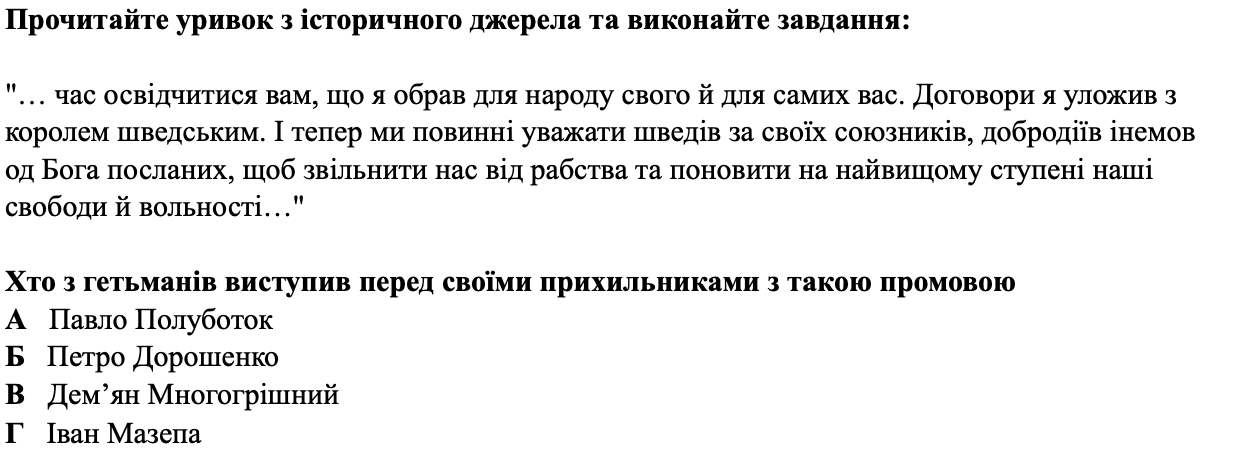 Прочитайте уривок з історичного джерела та виконайте завдання:
"… час освідчитися вам, що я обрав для народу свого й для самих вас. Договори я уложив з
королем шведським. І тепер ми повинні уважати шведів за своїх союзників, добродіїв інемов
од Бога посланих, щоб звільнити нас від рабства та поновити на найвищому ступені наші
свободи й вольності…"
Хто з гетьманів виступив перед своїми прихильниками з такою промовою
А Павло Полуботок
Б Петро Дорошенко
В Дем’ян Многогрішний
Г Іван Мазепа